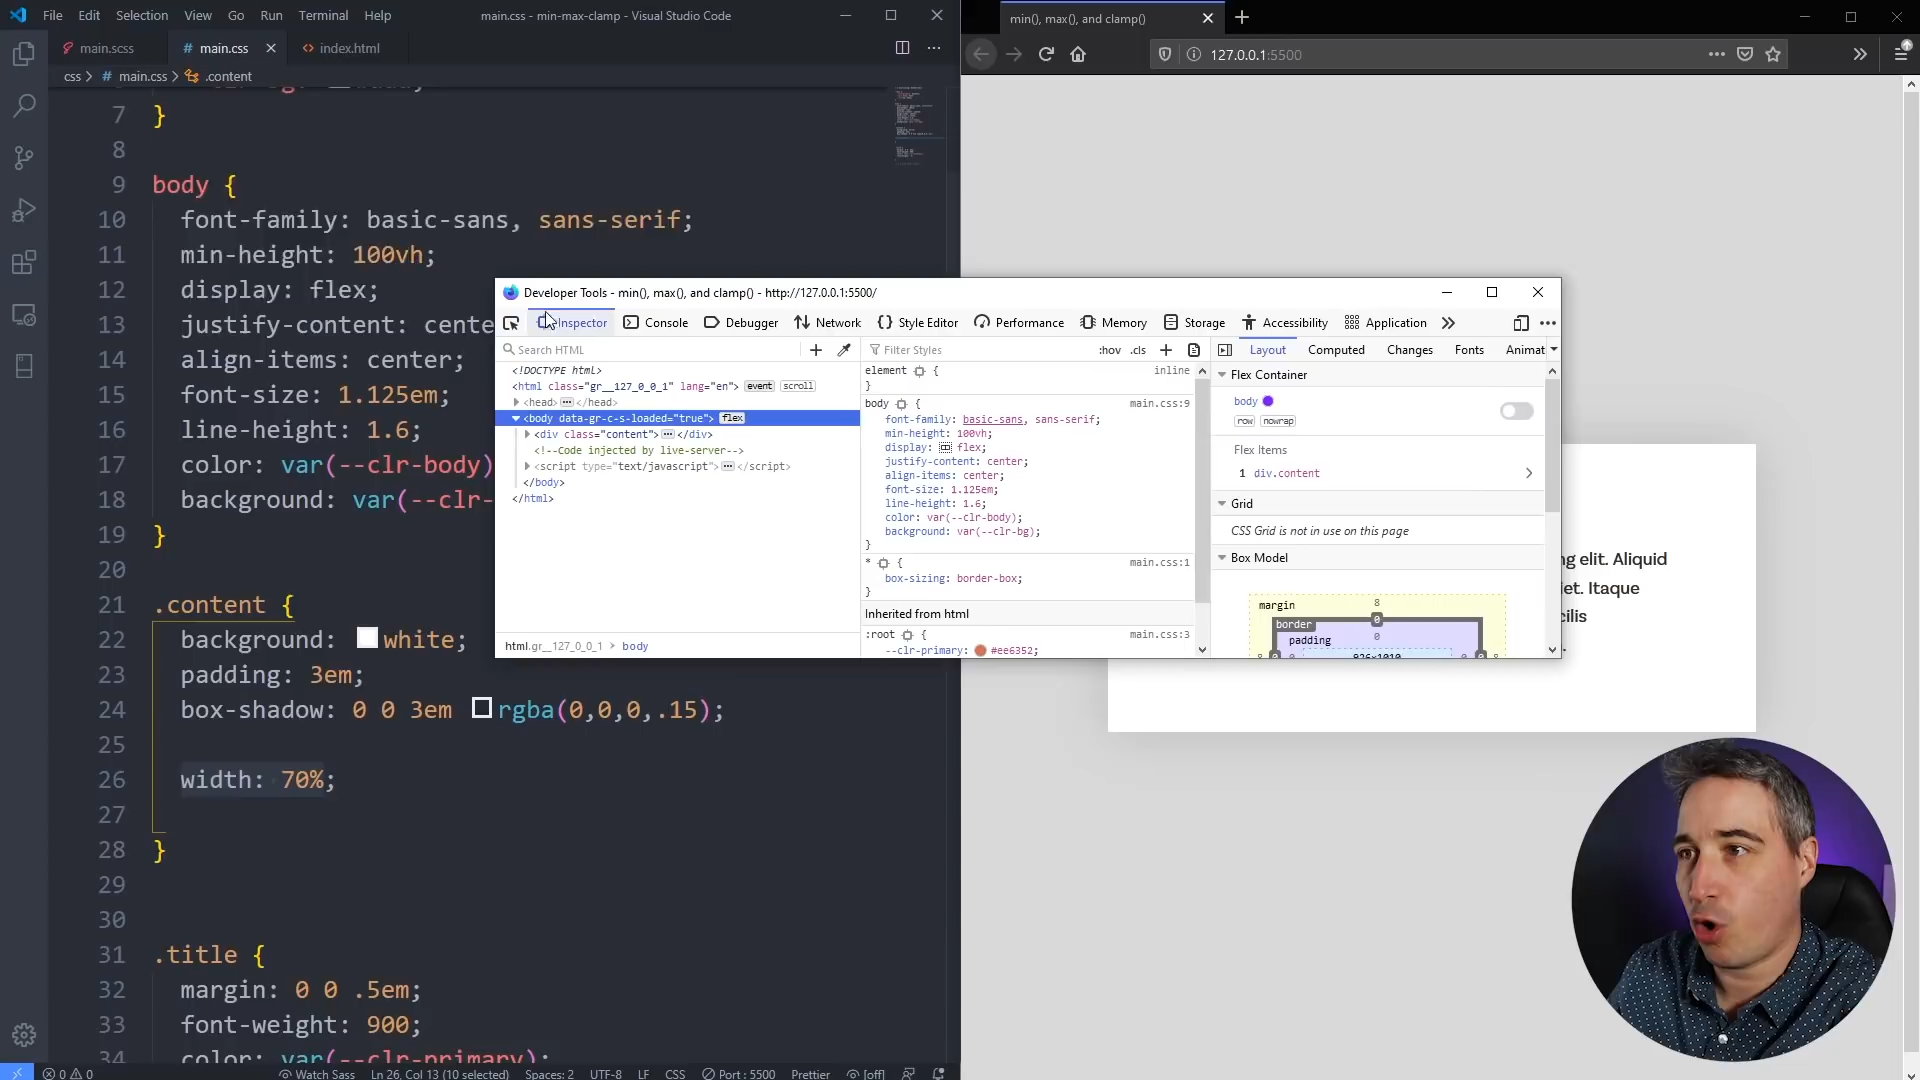 File Edit Selection View Go Run Terminal Help
main.css - min-max-clamp - Visual Studio Code
main.scss
# main.css
<> index.html
css > # main.css > .content
7 }
8
9 body {
10 font-family: basic-sans, sans-serif;
11 min-height: 100vh;
12 display: flex;
13 justify-content: cente
14 align-items: center;
15 font-size: 1.125em;
16 line-height: 1.6;
17 color: var(--clr-body)
18 background: var(--clr-
19 }
20
21 .content {
22 background: white;
23 padding: 3em;
24 box-shadow: 0 0 3em rgba(0,0,0,.15);
25
26 width: 70%;
27
28 }
29
30
31 .title {
32 margin: 0 0 .5em;
33 font-weight: 900;
34 color: var(--clr-primary);
0 0
Watch Sass Ln 26, Col 13 (10 selected) Spaces: 2 UTF-8 LF CSS Port : 5500 Prettier [off]
min(), max(), and clamp()
127.0.0.1:5500
Developer Tools - min(), max(), and clamp() - http://127.0.0.1:5500/
Inspector Console Debugger Network Style Editor Performance Memory Storage Accessibility Application
Search HTML
<!DOCTYPE html>
<html class="gr__127_0_0_1" lang="en"> event scroll
<head> ••• </head>
<body data-gr-c-s-loaded="true"> flex
<div class="content"> ••• </div>
<!--Code injected by live-server-->
<script type="text/javascript"> ••• </script>
</body>
</html>
html.gr__127_0_0_1 > body
Filter Styles :hov .cls
element { inline
}
body { main.css:9
font-family: basic-sans, sans-serif;
min-height: 100vh;
display: flex;
justify-content: center;
align-items: center;
font-size: 1.125em;
line-height: 1.6;
color: var(--clr-body);
background: var(--clr-bg);
}
* { main.css:1
box-sizing: border-box;
}
Inherited from html
:root { main.css:3
--clr-primary: #ee6352;
Layout Computed Changes Fonts Animat
Flex Container
body
row nowrap
Flex Items
1 div.content
Grid
CSS Grid is not in use on this page
Box Model
margin 8
border 0
padding 0
926×1010
ng elit. Aliquid
iet. Itaque
cilis